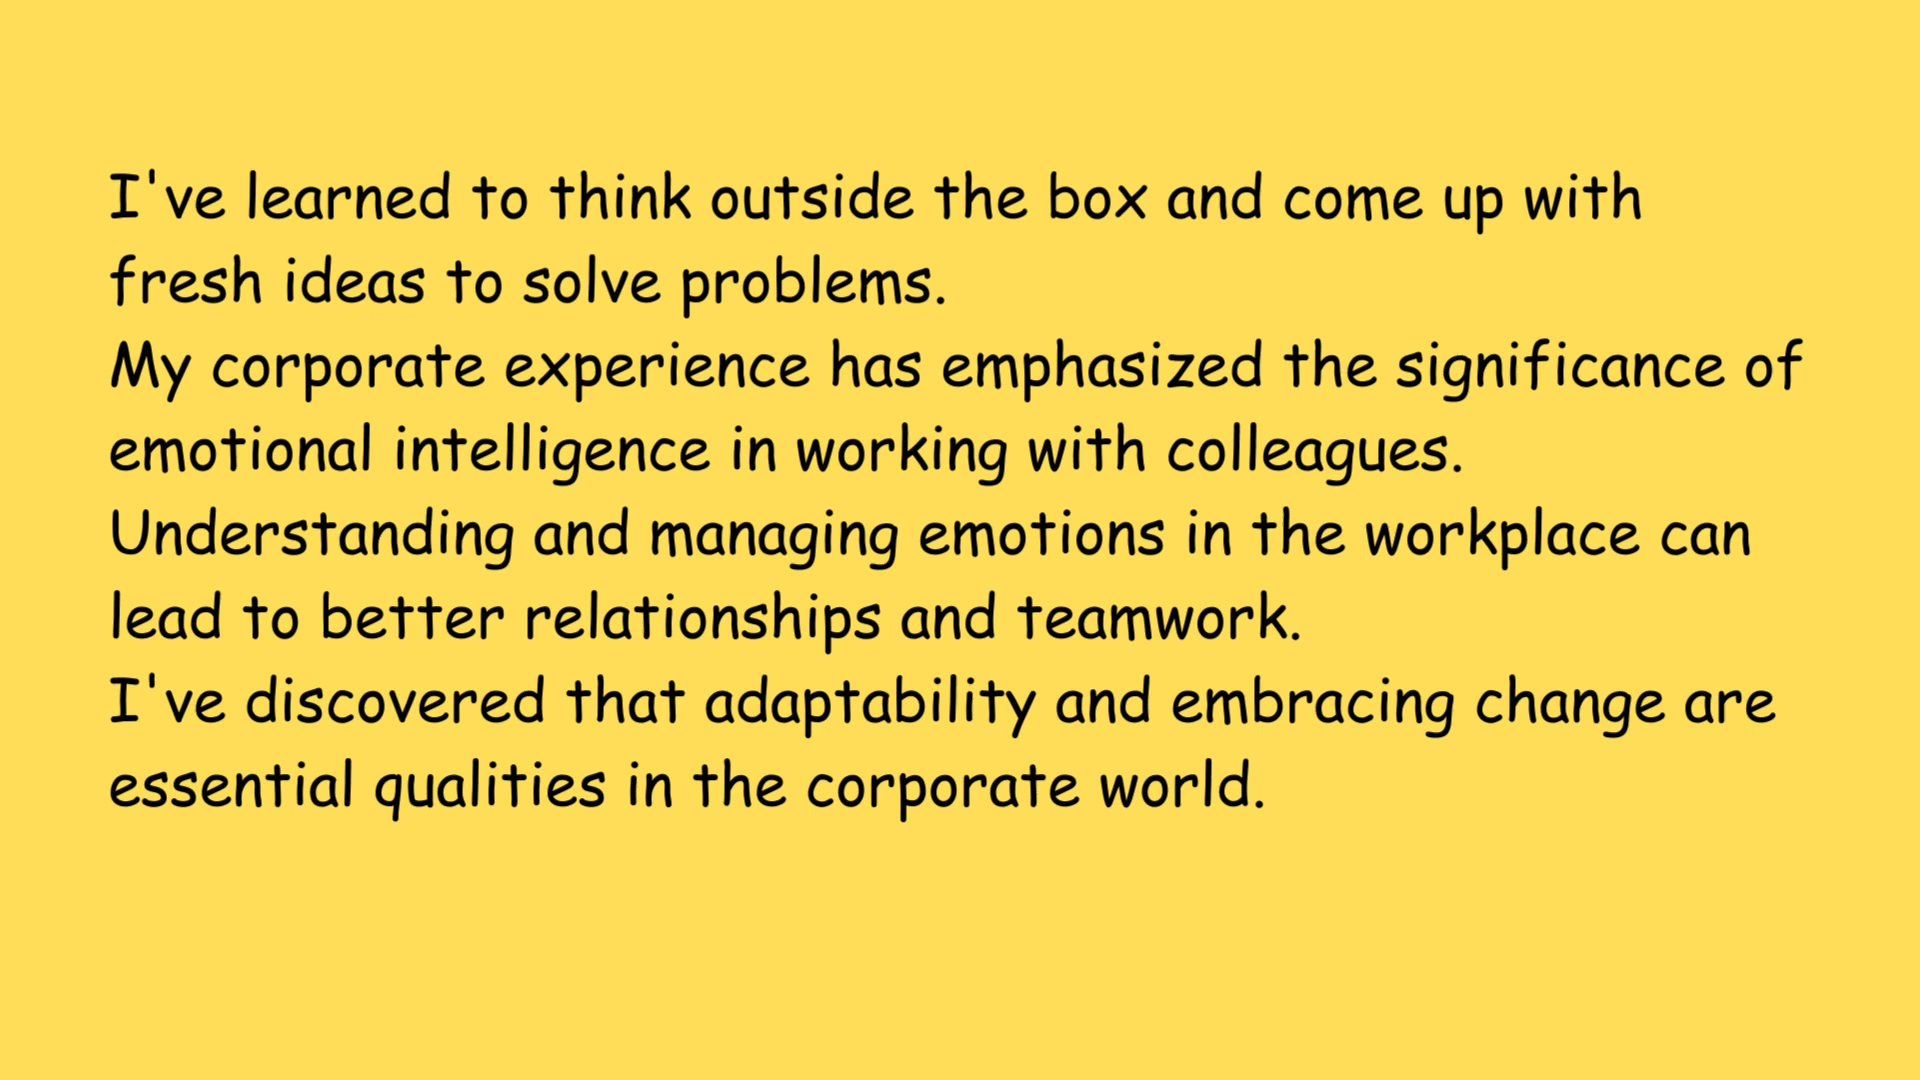 I've learned to think outside the box and come up with
fresh ideas to solve problems.
My corporate experience has emphasized the significance of
emotional intelligence in working with colleagues.
Understanding and managing emotions in the workplace can
lead to better relationships and teamwork.
I've discovered that adaptability and embracing change are
essential qualities in the corporate world.